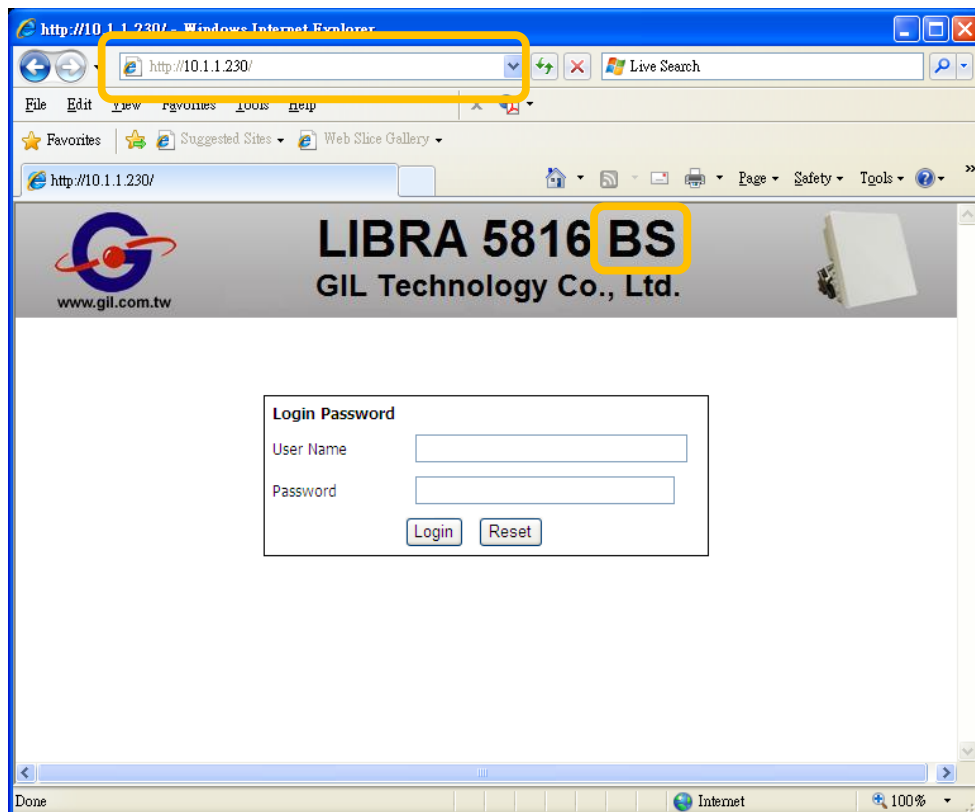 http://10.1.1.230/ - Windows Internet Explorer
http://10.1.1.230/
Live Search
File Edit View Favorites Tools Help
Favorites Suggested Sites Web Slice Gallery
http://10.1.1.230/ Page Safety Tools »
LIBRA 5816 BS
GIL Technology Co., Ltd.
www.gil.com.tw
Login Password
User Name
Password
Login Reset
Done Internet 100%